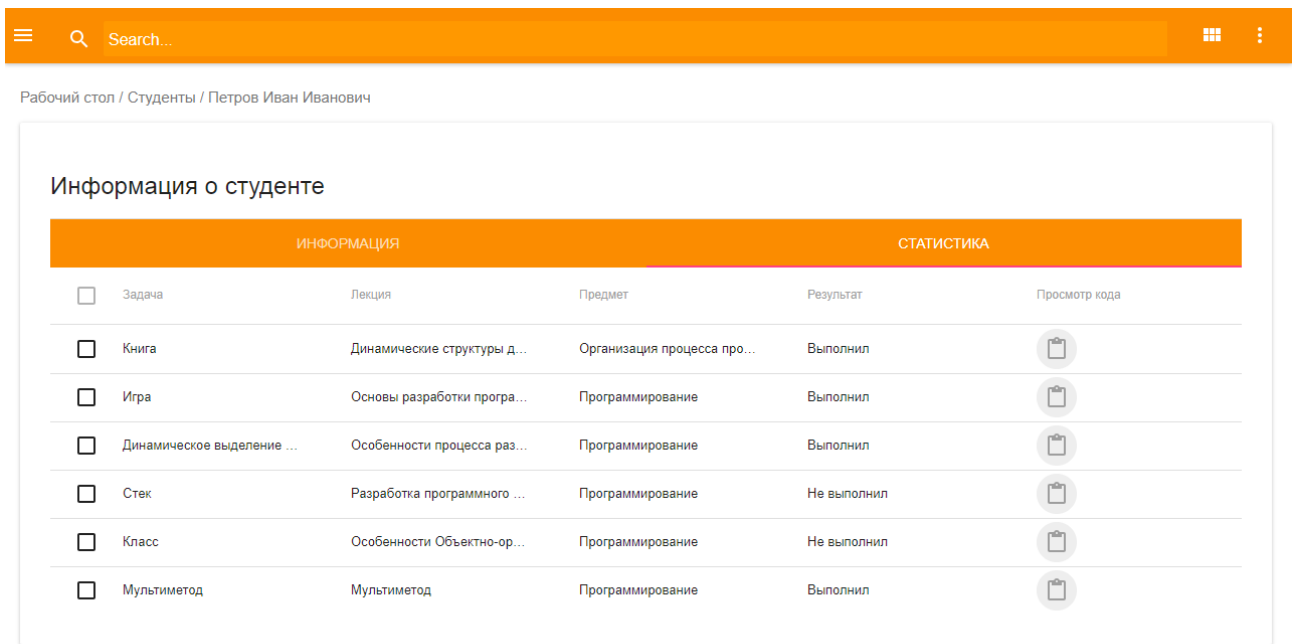 Search...
Рабочий стол / Студенты / Петров Иван Иванович
Информация о студенте
ИНФОРМАЦИЯ СТАТИСТИКА
Задача Лекция Предмет Результат Просмотр кода
Книга Динамические структуры д... Организация процесса про... Выполнил
Игра Основы разработки програ... Программирование Выполнил
Динамическое выделение ... Особенности процесса раз... Программирование Выполнил
Стек Разработка программного ... Программирование Не выполнил
Класс Особенности Объектно-ор... Программирование Не выполнил
Мультиметод Мультиметод Программирование Выполнил